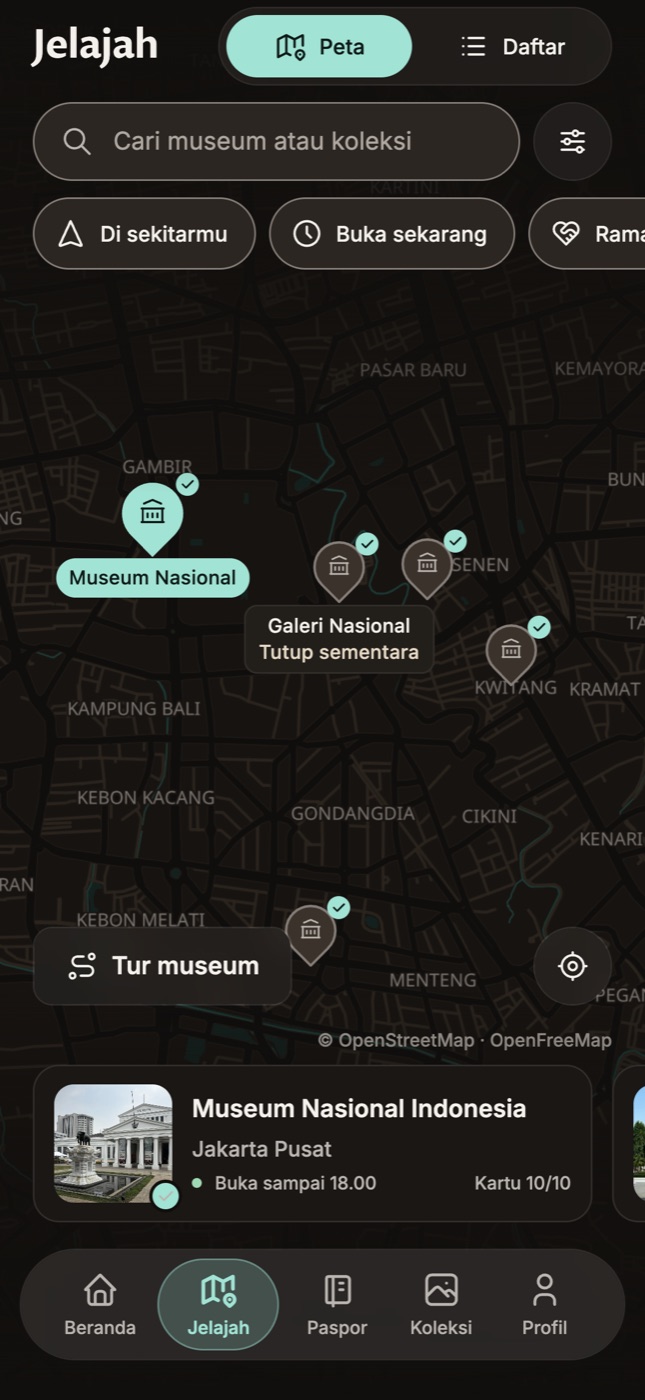 Jelajah
Peta
Daftar
Cari museum atau koleksi
KARTINI
Di sekitarmu
Buka sekarang
Rama
PASAR BARU
KEMAYORA
GAMBIR
BUN
NG
Museum Nasional
SENEN
Galeri Nasional
Tutup sementara
TA
KWITANG
KRAMAT
KAMPUNG BALI
KEBON KACANG
GONDANGDIA
CIKINI
KENARI
RAN
KEBON MELATI
Tur museum
MENTENG
PEGAN
© OpenStreetMap · OpenFreeMap
Museum Nasional Indonesia
Jakarta Pusat
Buka sampai 18.00
Kartu 10/10
Beranda
Jelajah
Paspor
Koleksi
Profil